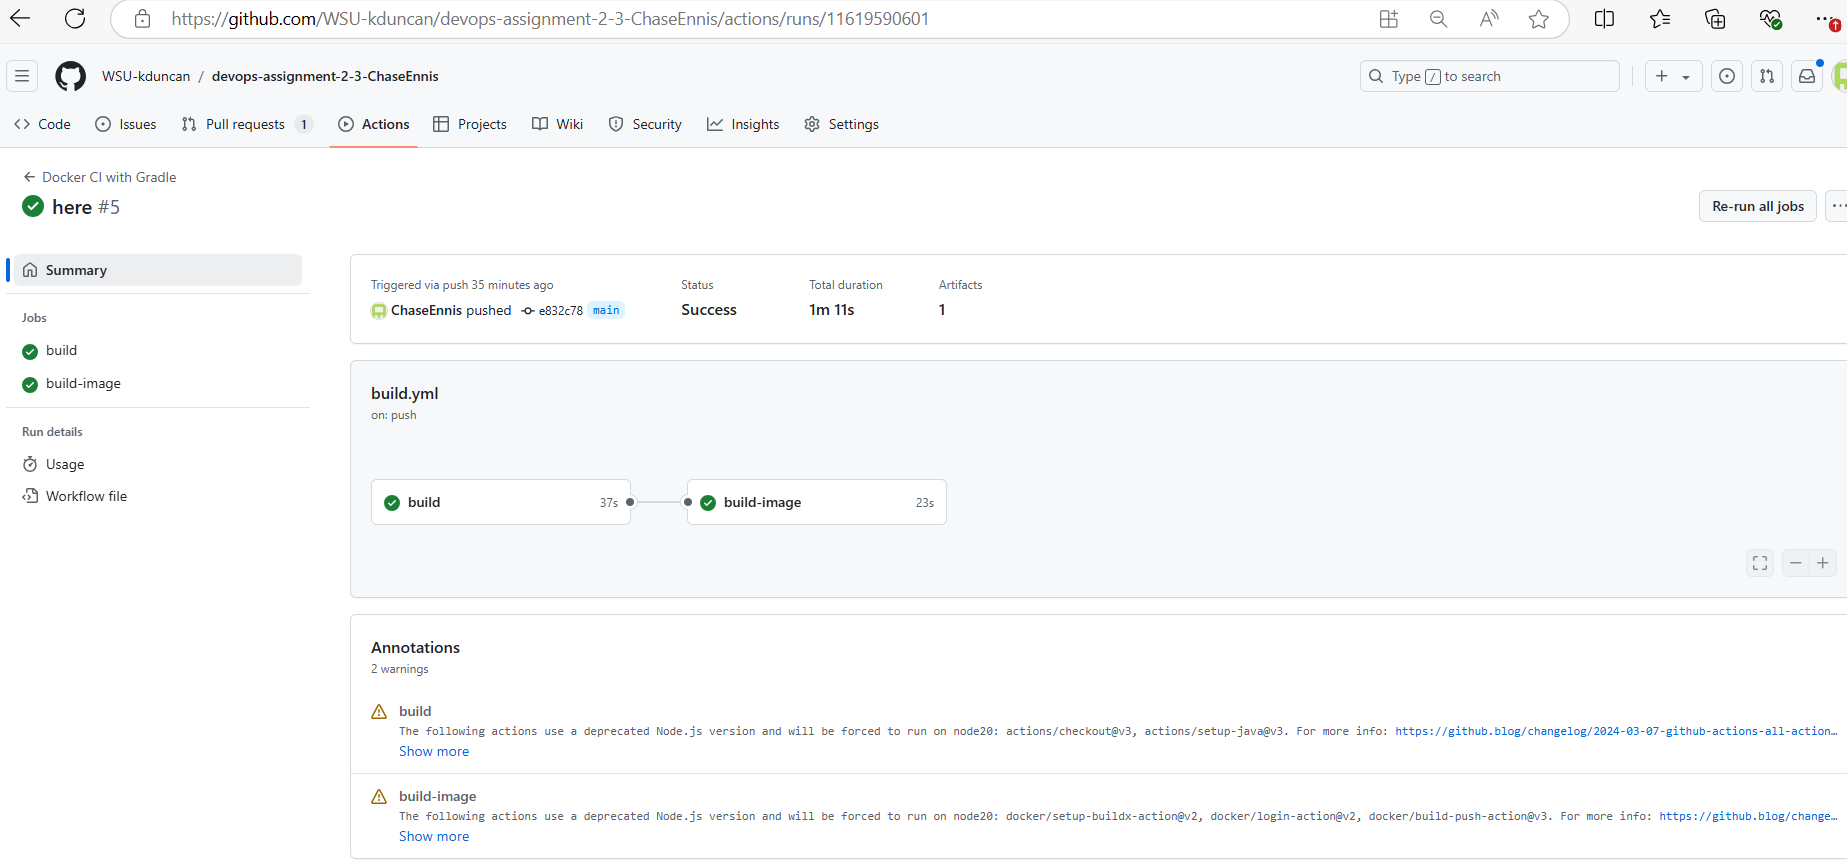 https://github.com/WSU-kduncan/devops-assignment-2-3-ChaseEnnis/actions/runs/11619590601
WSU-kduncan / devops-assignment-2-3-ChaseEnnis
Type / to search
Code Issues Pull requests 1 Actions Projects Wiki Security Insights Settings
Docker CI with Gradle
here #5
Re-run all jobs
Summary
Jobs
build
build-image
Run details
Usage
Workflow file
Triggered via push 35 minutes ago
ChaseEnnis pushed e832c78 main
Status
Success
Total duration
1m 11s
Artifacts
1
build.yml
on: push
build 37s
build-image 23s
Annotations
2 warnings
build
The following actions use a deprecated Node.js version and will be forced to run on node20: actions/checkout@v3, actions/setup-java@v3. For more info: https://github.blog/changelog/2024-03-07-github-actions-all-action…
Show more
build-image
The following actions use a deprecated Node.js version and will be forced to run on node20: docker/setup-buildx-action@v2, docker/login-action@v2, docker/build-push-action@v3. For more info: https://github.blog/change…
Show more